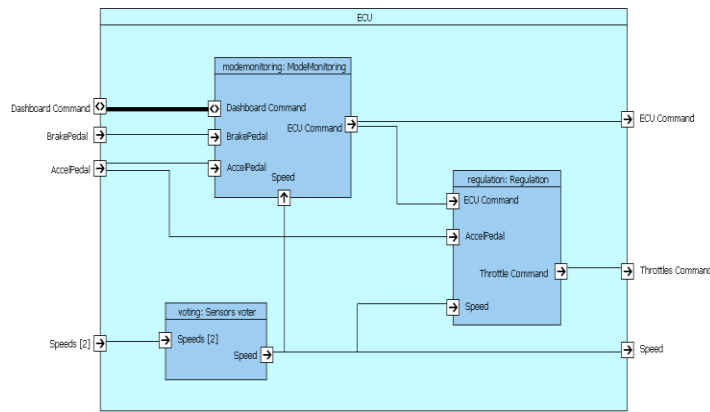 ECU
modemonitoring: ModeMonitoring
Dashboard Command
Dashboard Command
BrakePedal
BrakePedal
ECU Command
ECU Command
AccelPedal
AccelPedal
Speed
regulation: Regulation
ECU Command
AccelPedal
Throttle Command
Throttles Command
Speed
voting: Sensors voter
Speeds [2]
Speeds [2]
Speed
Speed